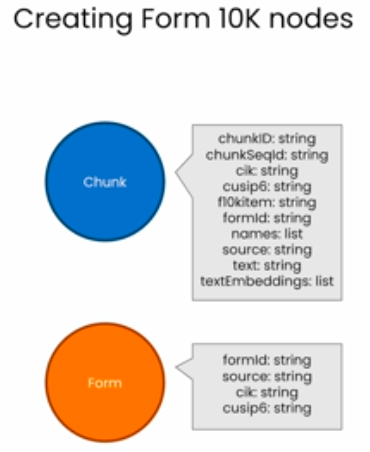 Creating Form 10K nodes
Chunk
chunkID: string
chunkSeqId: string
cik: string
cusip6: string
f10kitem: string
formId: string
names: list
source: string
text: string
textEmbeddings: list
Form
formId: string
source: string
cik: string
cusip6: string